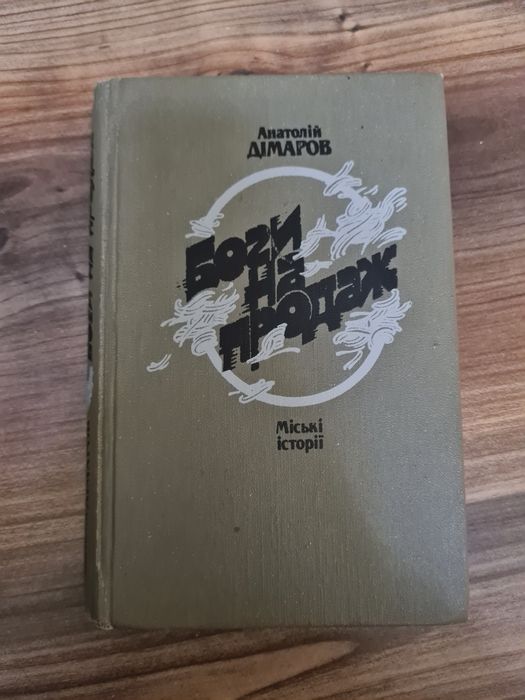 Анатолій
ДІМАРОВ
Боги
на
продаж
Міські
історії